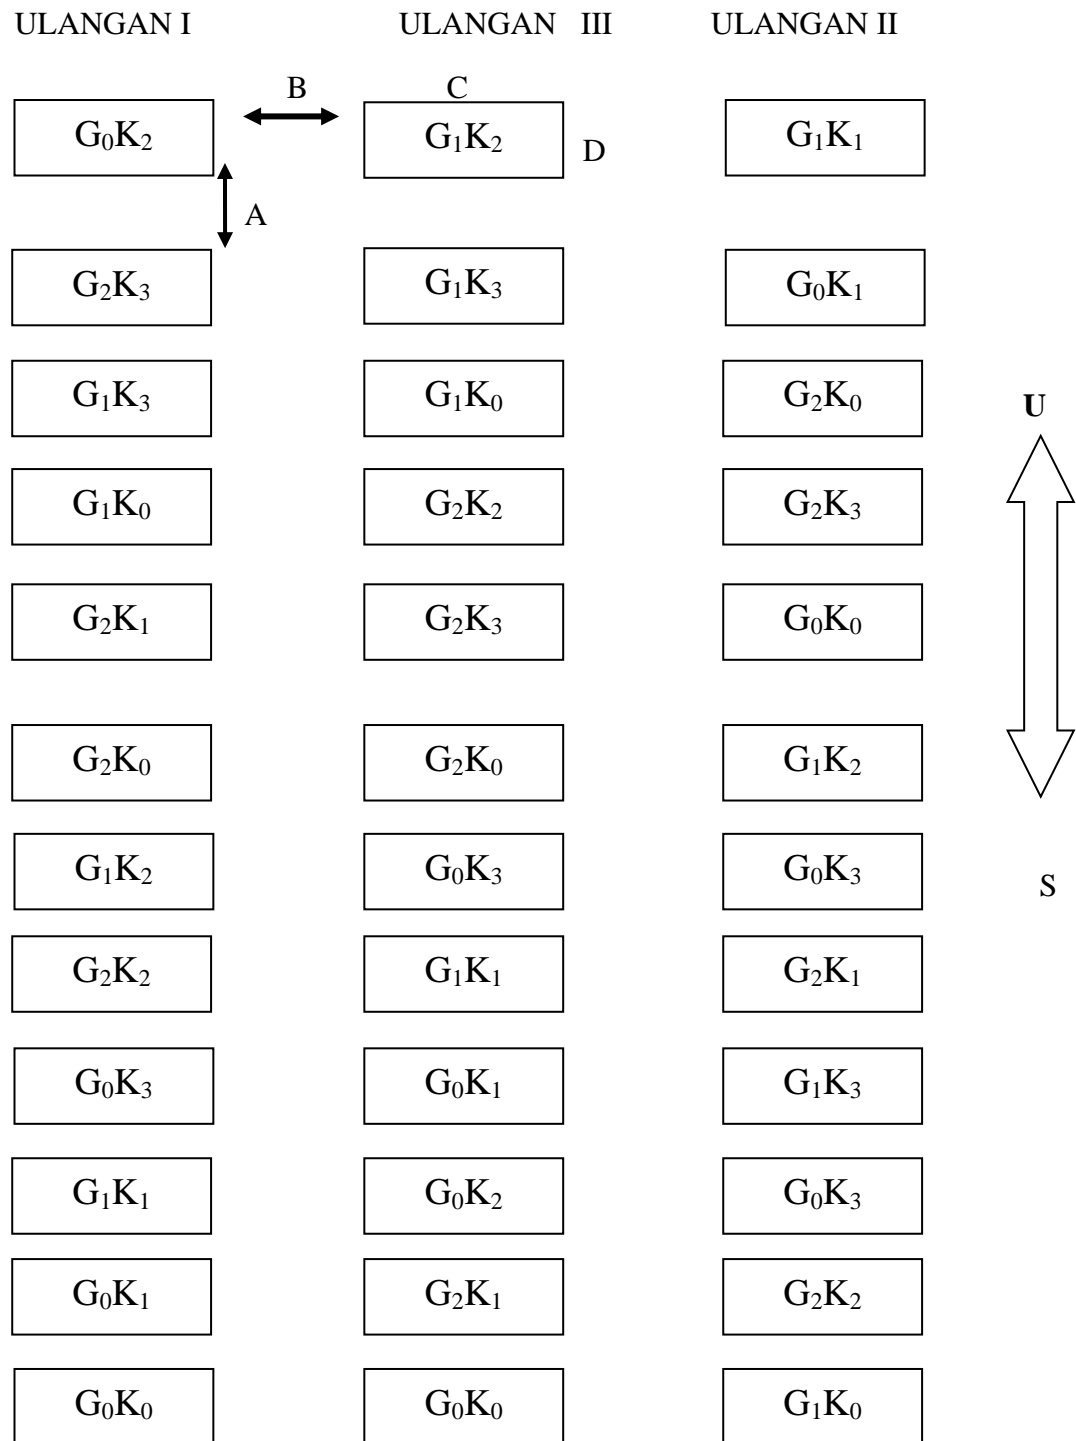 ULANGAN I ULANGAN III ULANGAN II
B C
G₀K₂ G₁K₂ D G₁K₁
A
G₂K₃ G₁K₃ G₀K₁
G₁K₃ G₁K₀ G₂K₀
U
G₁K₀ G₂K₂ G₂K₃
G₂K₁ G₂K₃ G₀K₀
G₂K₀ G₂K₀ G₁K₂
G₁K₂ G₀K₃ G₀K₃
S
G₂K₂ G₁K₁ G₂K₁
G₀K₃ G₀K₁ G₁K₃
G₁K₁ G₀K₂ G₀K₃
G₀K₁ G₂K₁ G₂K₂
G₀K₀ G₀K₀ G₁K₀